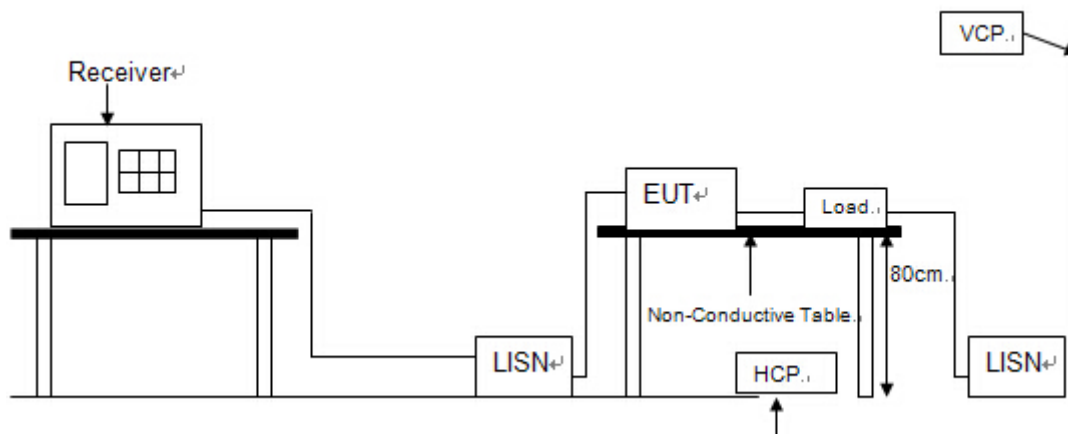 VCP.
Receiver↵
EUT↵
Load.
80cm.
Non-Conductive Table.
LISN↵
HCP.
LISN↵